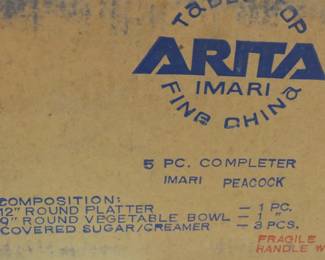 TABLETOP
ARITA
IMARI
FINE CHINA
5 PC. COMPLETER
IMARI PEACOCK
COMPOSITION:
12" ROUND PLATTER — 1 PC.
9" ROUND VEGETABLE BOWL — 1 "
COVERED SUGAR/CREAMER — 3 PCS.
FRAGILE
HANDLE W